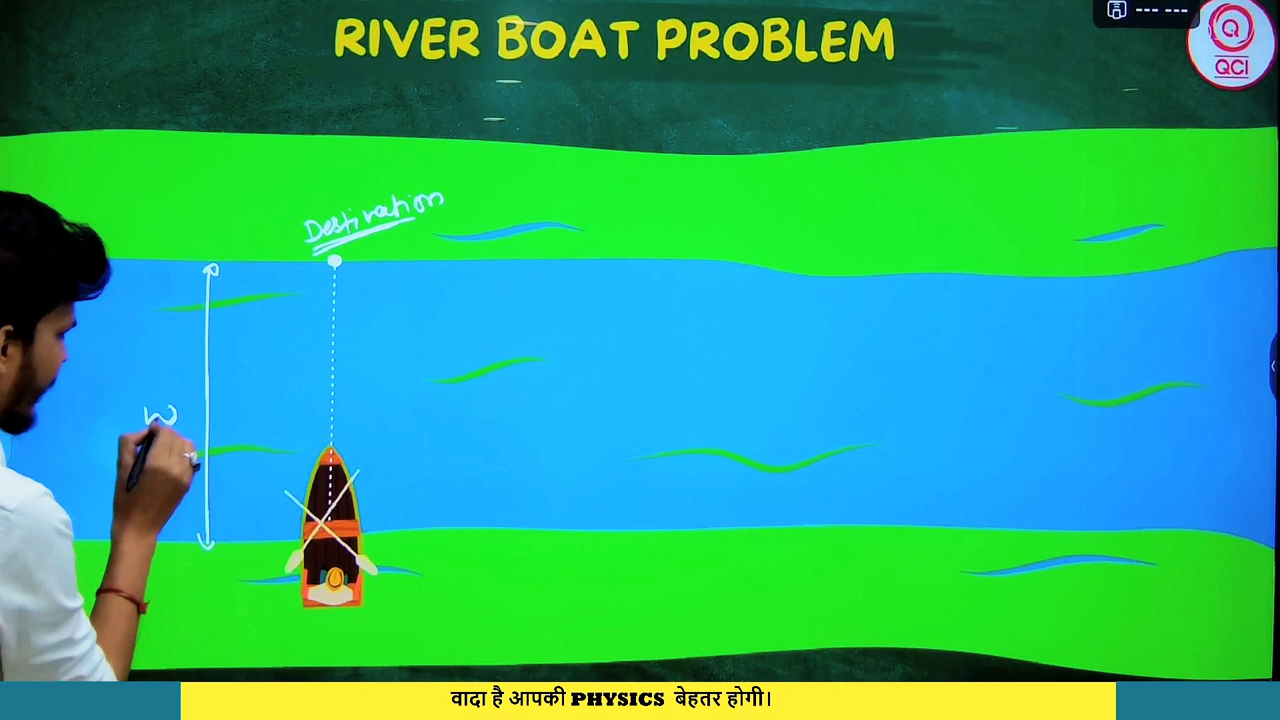 RIVER BOAT PROBLEM
QCI
Destination
ω
वादा है आपकी PHYSICS बेहतर होगी।